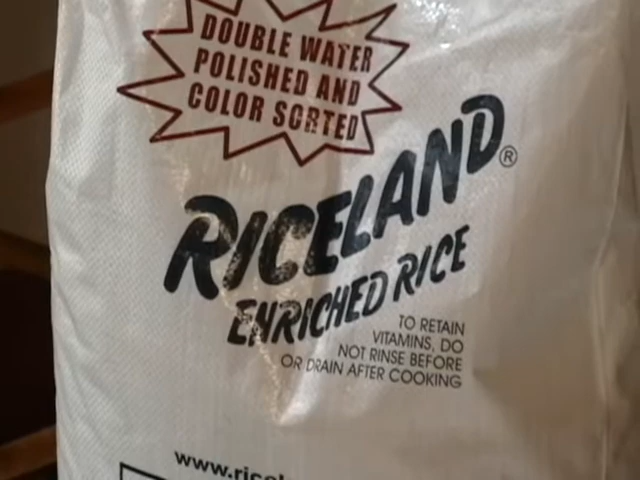 DOUBLE WATER
POLISHED AND
COLOR SORTED
RICELAND®
ENRICHED RICE
TO RETAIN
VITAMINS, DO
NOT RINSE BEFORE
OR DRAIN AFTER COOKING